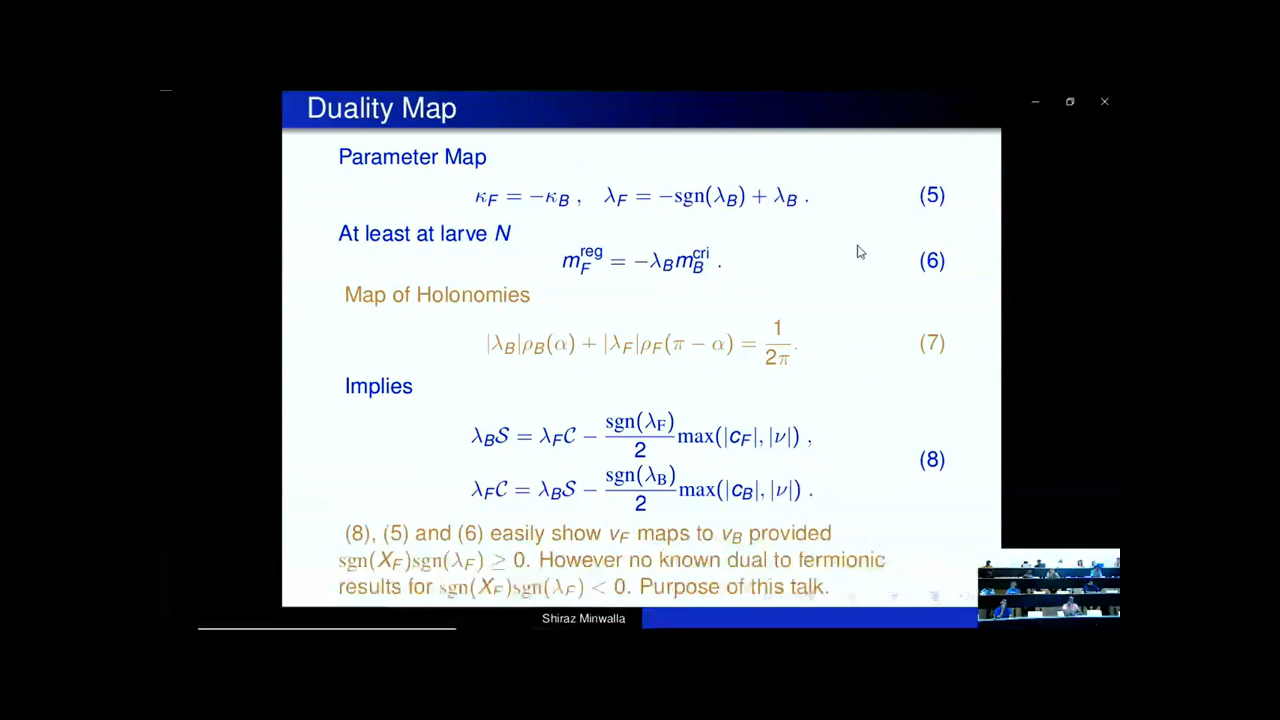 Duality Map
Parameter Map
κ_F = −κ_B , λ_F = −sgn(λ_B) + λ_B . (5)
At least at larve N
m_F^reg = −λ_B m_B^cri . (6)
Map of Holonomies
|λ_B|ρ_B(α) + |λ_F|ρ_F(π − α) = 1/2π. (7)
Implies
λ_B𝒮 = λ_F𝒞 − sgn(λ_F)/2 max(|c_F|, |ν|) ,
(8)
λ_F𝒞 = λ_B𝒮 − sgn(λ_B)/2 max(|c_B|, |ν|) .
(8), (5) and (6) easily show v_F maps to v_B provided
sgn(X_F)sgn(λ_F) ≥ 0. However no known dual to fermionic
results for sgn(X_F)sgn(λ_F) < 0. Purpose of this talk.
Shiraz Minwalla